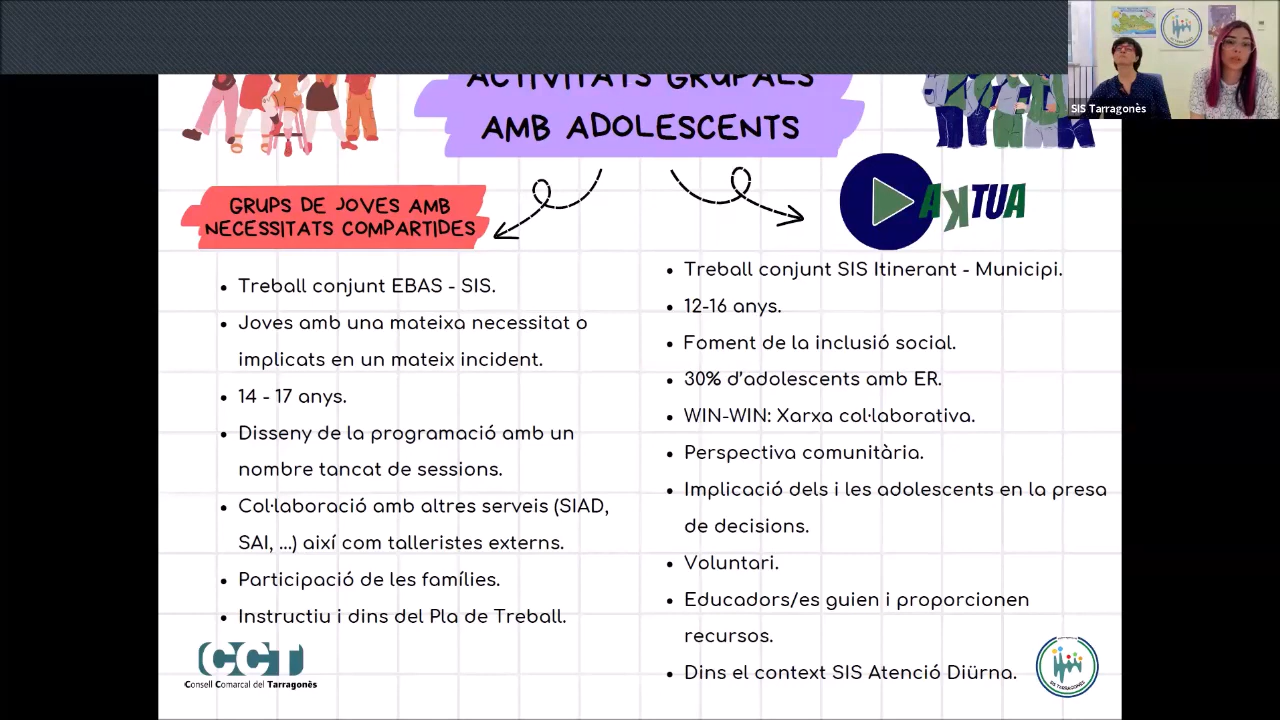 SIS Tarragonès
ACTIVITATS GRUPALS
AMB ADOLESCENTS
GRUPS DE JOVES AMB
NECESSITATS COMPARTIDES
• Treball conjunt EBAS - SIS.
• Joves amb una mateixa necessitat o
implicats en un mateix incident.
• 14 - 17 anys.
• Disseny de la programació amb un
nombre tancat de sessions.
• Col·laboració amb altres serveis (SIAD,
SAI, ...) així com talleristes externs.
• Participació de les famílies.
• Instructiu i dins del Pla de Treball.
CCT
Consell Comarcal del Tarragonès
AKTUA
• Treball conjunt SIS Itinerant - Municipi.
• 12-16 anys.
• Foment de la inclusió social.
• 30% d’adolescents amb ER.
• WIN-WIN: Xarxa col·laborativa.
• Perspectiva comunitària.
• Implicació dels i les adolescents en la presa
de decisions.
• Voluntari.
• Educadors/es guien i proporcionen
recursos.
• Dins el context SIS Atenció Diürna.
SIS TARRAGONÈS